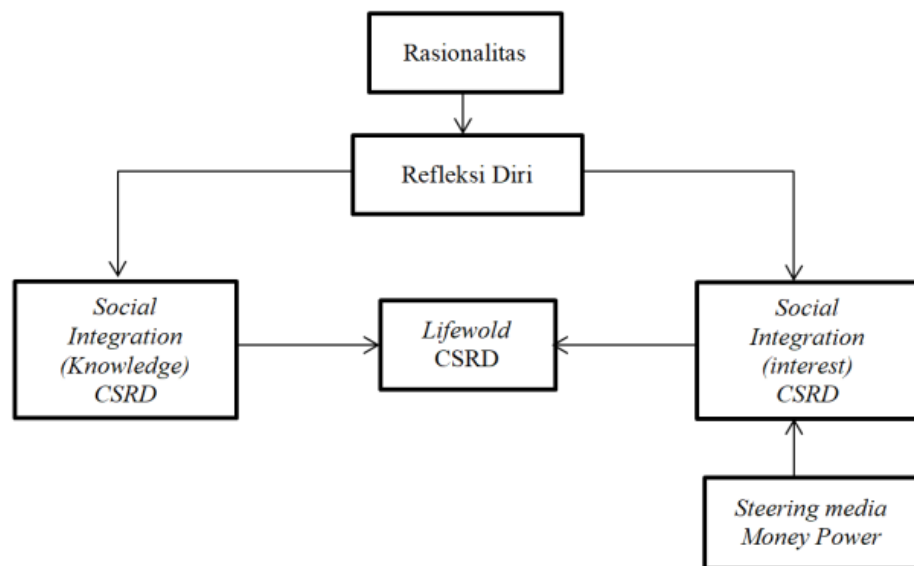 Rasionalitas
Refleksi Diri
Social
Integration
(Knowledge)
CSRD
Lifewold
CSRD
Social
Integration
(interest)
CSRD
Steering media
Money Power